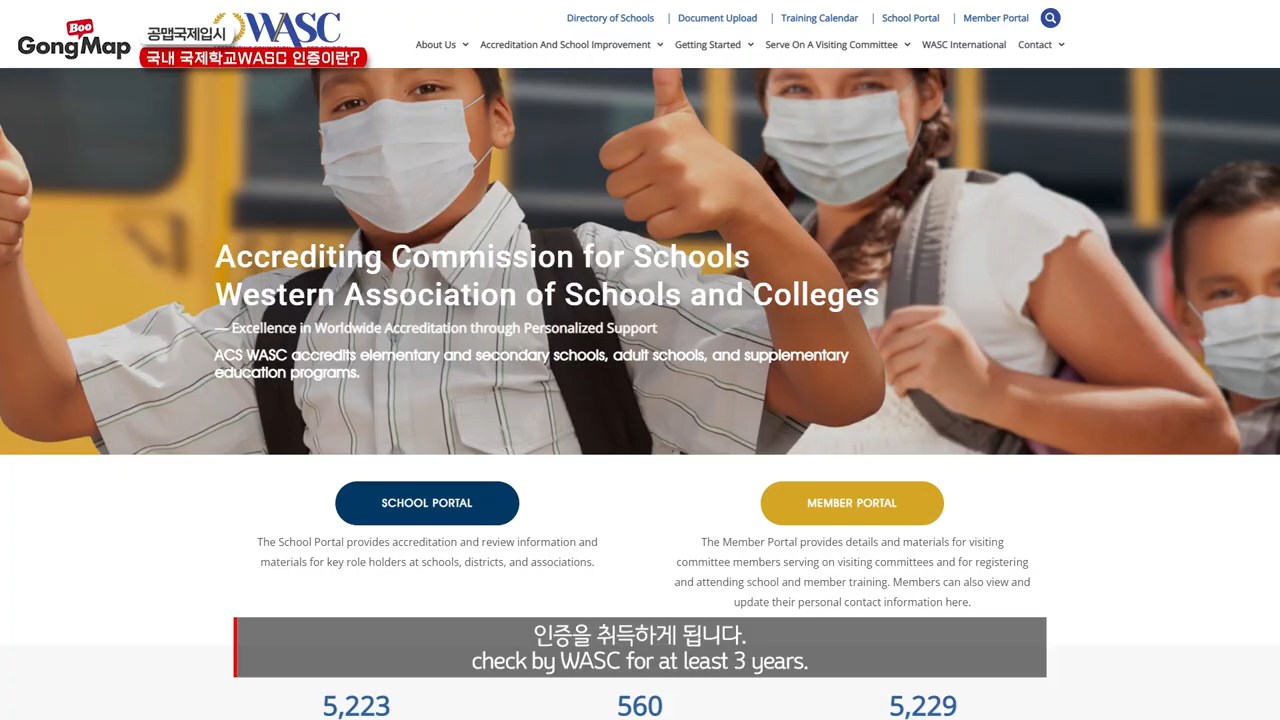 Boo
GongMap
공맵국제입시
국내 국제학교WASC 인증이란?
WASC
Directory of Schools | Document Upload | Training Calendar | School Portal | Member Portal
About Us Accreditation And School Improvement Getting Started Serve On A Visiting Committee WASC International Contact
Accrediting Commission for Schools
Western Association of Schools and Colleges
— Excellence in Worldwide Accreditation through Personalized Support
ACS WASC accredits elementary and secondary schools, adult schools, and supplementary
education programs.
SCHOOL PORTAL
The School Portal provides accreditation and review information and
materials for key role holders at schools, districts, and associations.
MEMBER PORTAL
The Member Portal provides details and materials for visiting
committee members serving on visiting committees and for registering
and attending school and member training. Members can also view and
update their personal contact information here.
인증을 취득하게 됩니다.
check by WASC for at least 3 years.
5,223 560 5,229